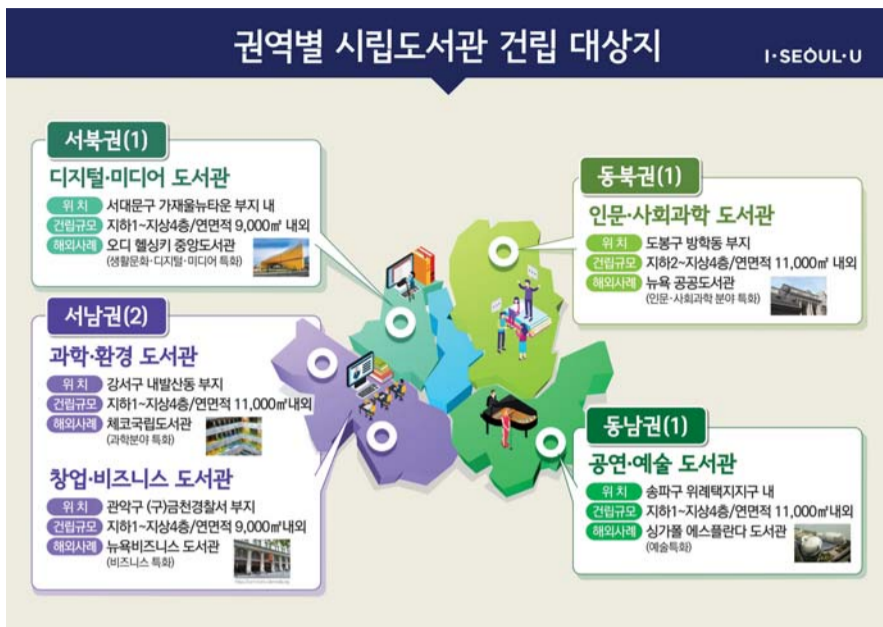 권역별 시립도서관 건립 대상지
I·SEOUL·U
서북권(1)
디지털·미디어 도서관
위 치 서대문구 가재울뉴타운 부지 내
건립규모 지하1~지상4층/연면적 9,000㎡ 내외
해외사례 오디 헬싱키 중앙도서관
(생활문화·디지털·미디어 특화)
서남권(2)
과학·환경 도서관
위 치 강서구 내발산동 부지
건립규모 지하1~지상4층/연면적 11,000㎡내외
해외사례 체코국립도서관
(과학분야 특화)
창업·비즈니스 도서관
위 치 관악구 (구)금천경찰서 부지
건립규모 지하1~지상4층/연면적 9,000㎡내외
해외사례 뉴욕비즈니스 도서관
(비즈니스 특화)
동북권(1)
인문·사회과학 도서관
위 치 도봉구 방학동 부지
건립규모 지하2~지상4층/연면적 11,000㎡ 내외
해외사례 뉴욕 공공도서관
(인문·사회과학 분야 특화)
동남권(1)
공연·예술 도서관
위 치 송파구 위례택지지구 내
건립규모 지하1~지상4층/연면적 11,000㎡내외
해외사례 싱가폴 에스플란다 도서관
(예술특화)